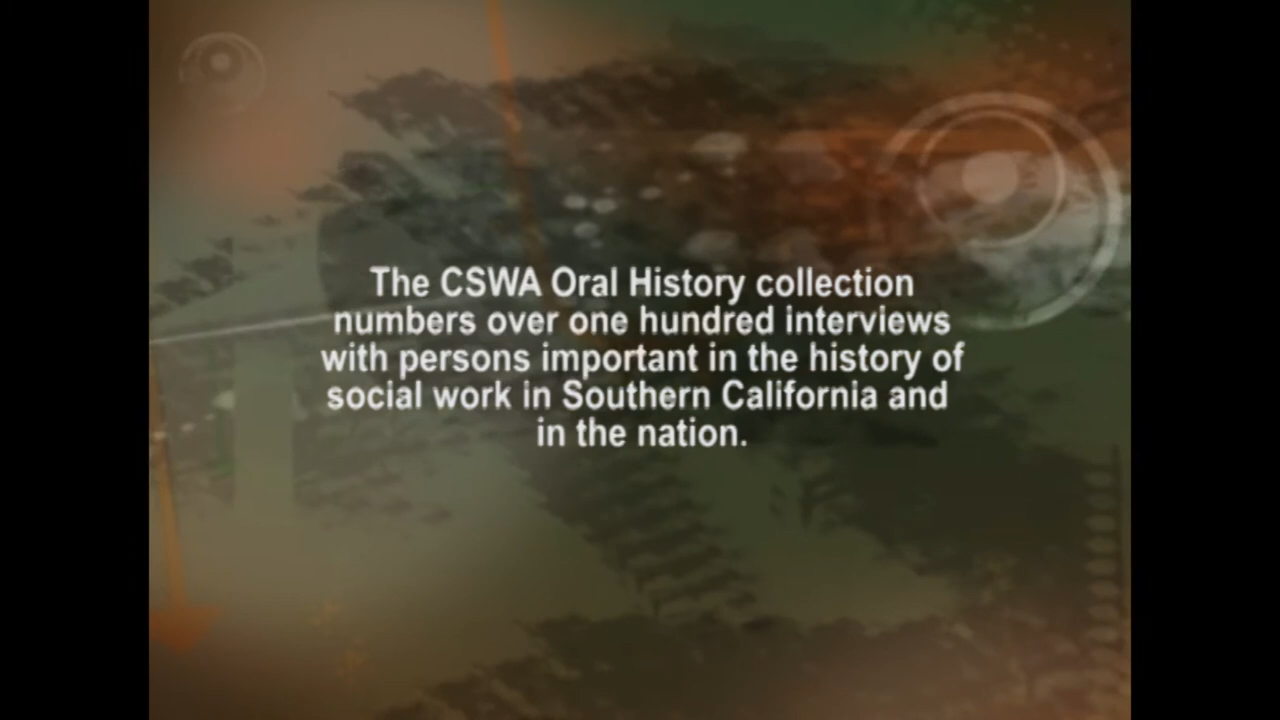 The CSWA Oral History collection
numbers over one hundred interviews
with persons important in the history of
social work in Southern California and
in the nation.